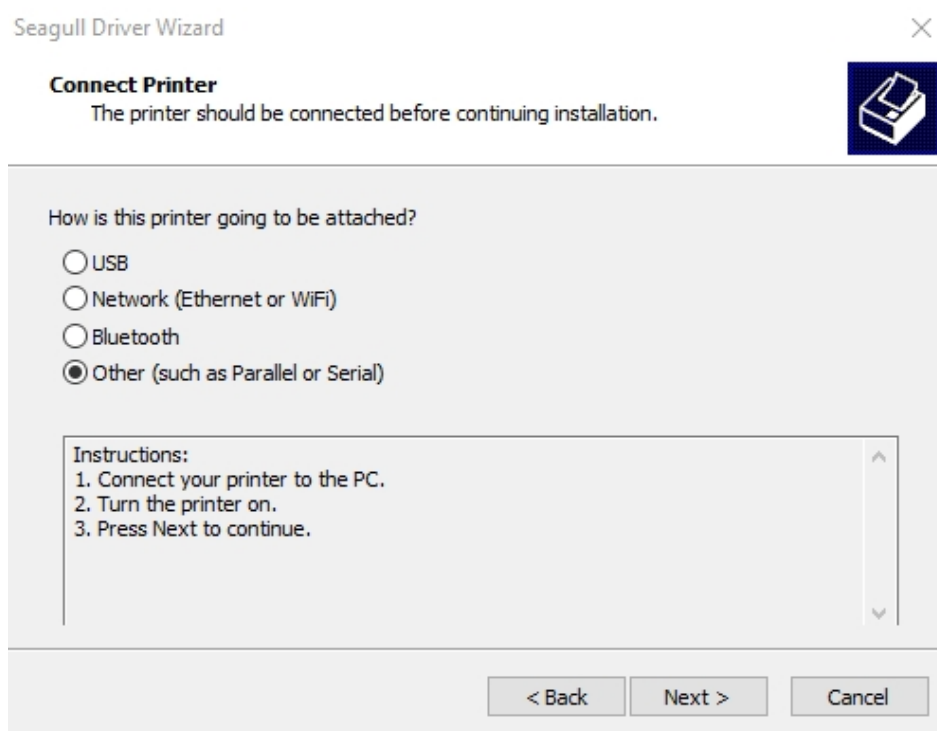 Seagull Driver Wizard
Connect Printer
The printer should be connected before continuing installation.
How is this printer going to be attached?
USB
Network (Ethernet or WiFi)
Bluetooth
Other (such as Parallel or Serial)
Instructions:
1. Connect your printer to the PC.
2. Turn the printer on.
3. Press Next to continue.
< Back Next > Cancel